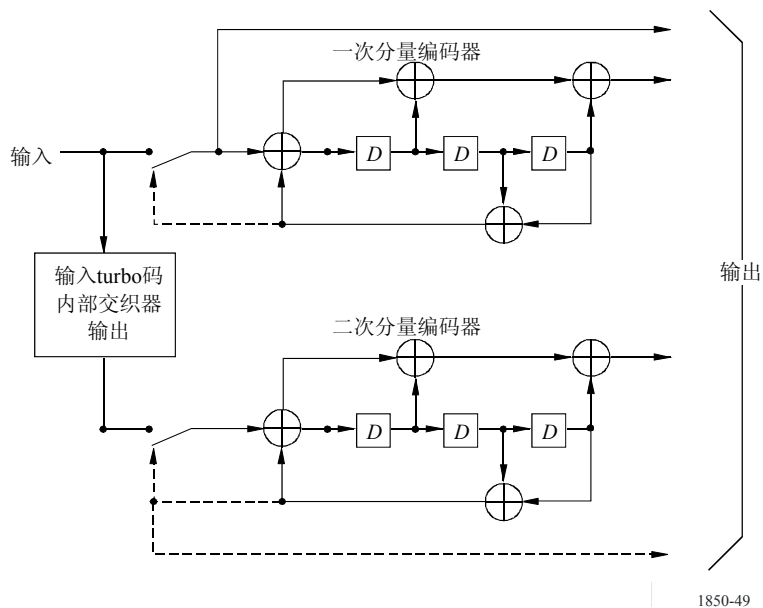 一次分量编码器
输入
D
D
D
输入turbo码
内部交织器
输出
输出
二次分量编码器
D
D
D
1850-49